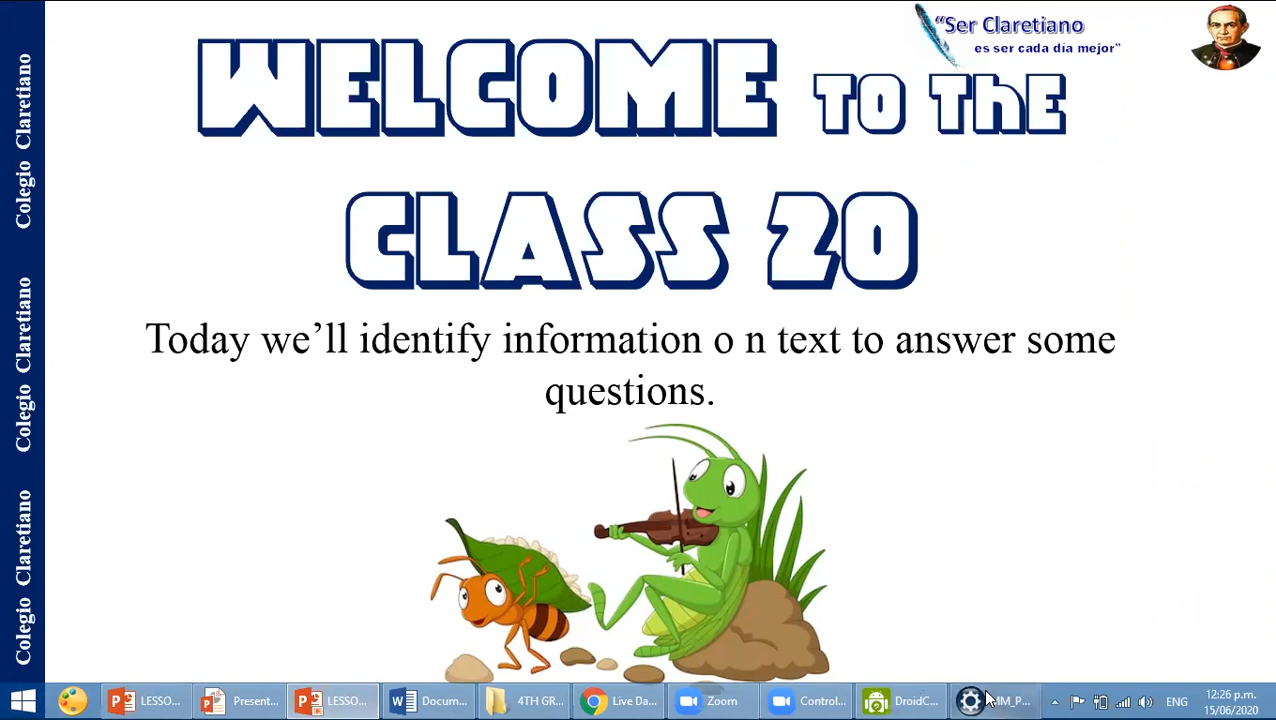 "Ser Claretiano
es ser cada día mejor"
WELCOME TO THE
CLASS 20
Today we'll identify information o n text to answer some
questions.
Colegio Claretiano
Colegio Claretiano
Colegio Claretiano
LESSO...
Present...
LESSO...
Docum...
4TH GR...
Live Da...
Zoom
Control...
DroidC...
MM_P...
ENG
12:26 p.m.
15/06/2020